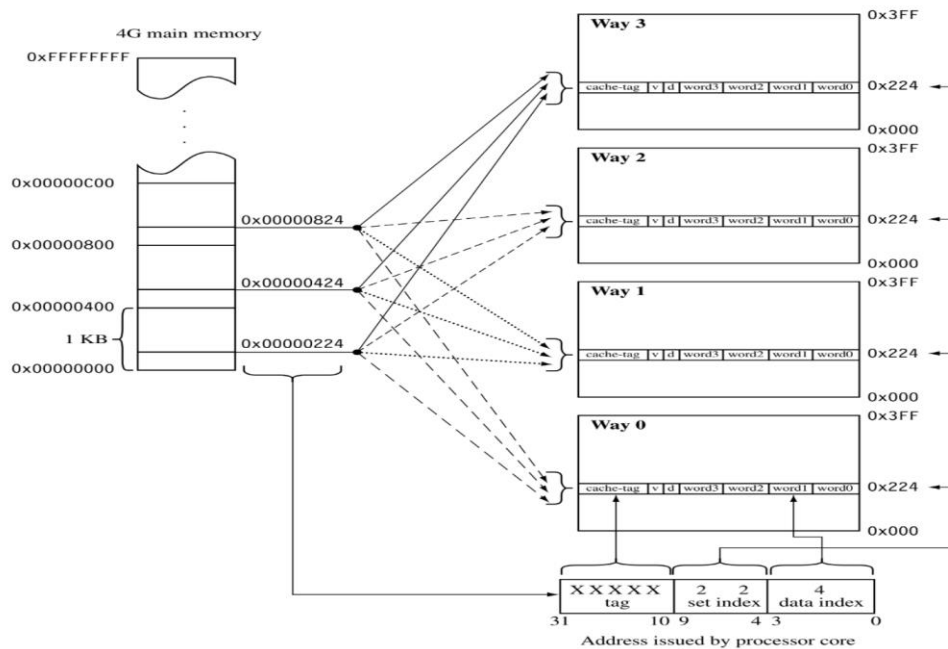 4G main memory
0xFFFFFFFF
.
.
.
0x00000C00
0x00000824
0x00000800
0x00000424
0x00000400
1 KB
0x00000224
0x00000000
0x3FF
Way 3
cache-tag v d word3 word2 word1 word0 0x224
0x000
0x3FF
Way 2
cache-tag v d word3 word2 word1 word0 0x224
0x000
0x3FF
Way 1
cache-tag v d word3 word2 word1 word0 0x224
0x000
0x3FF
Way 0
cache-tag v d word3 word2 word1 word0 0x224
0x000
X X X X X 2 2 4
tag set index data index
31 10 9 4 3 0
Address issued by processor core